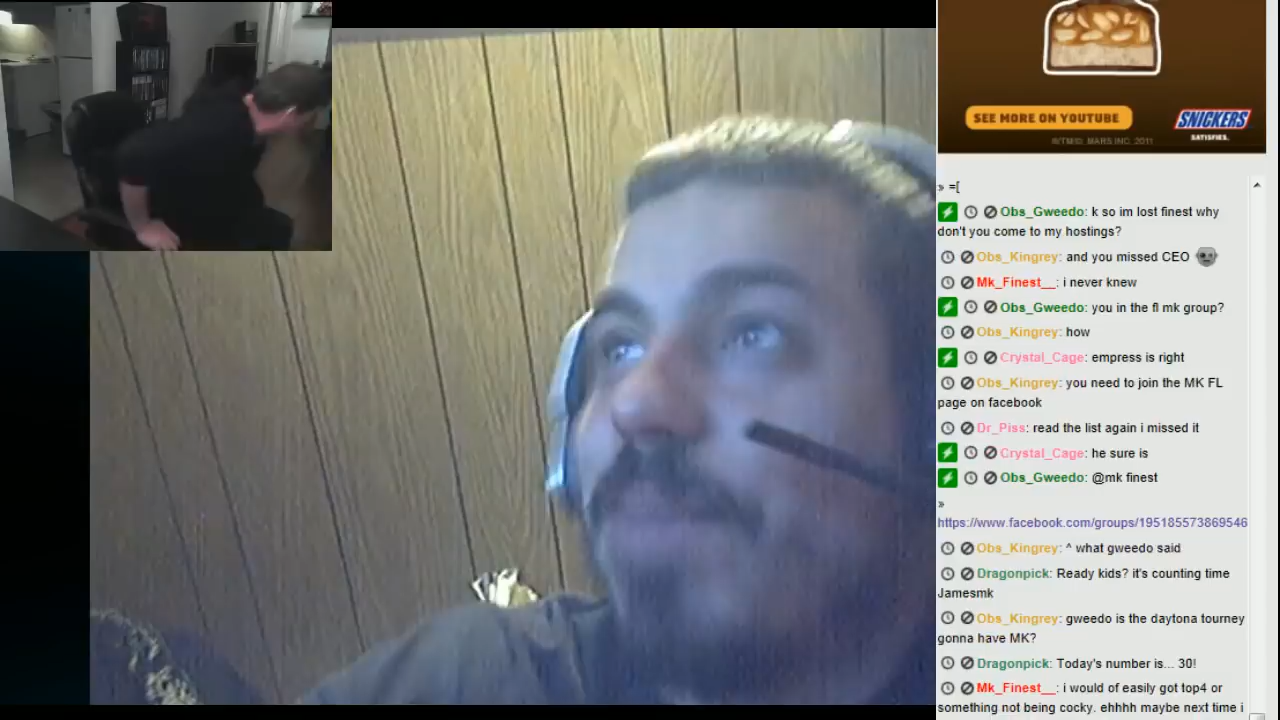 SEE MORE ON YOUTUBE
SNICKERS
SATISFIES.
®/TM©, MARS INC, 2011
» =[
Obs_Gweedo: k so im lost finest why
don't you come to my hostings?
Obs_Kingrey: and you missed CEO
Mk_Finest__: i never knew
Obs_Gweedo: you in the fl mk group?
Obs_Kingrey: how
Crystal_Cage: empress is right
Obs_Kingrey: you need to join the MK FL
page on facebook
Dr_Piss: read the list again i missed it
Crystal_Cage: he sure is
Obs_Gweedo: @mk finest
»
https://www.facebook.com/groups/195185573869546
Obs_Kingrey: ^ what gweedo said
Dragonpick: Ready kids? it's counting time
Jamesmk
Obs_Kingrey: gweedo is the daytona tourney
gonna have MK?
Dragonpick: Today's number is... 30!
Mk_Finest__: i would of easily got top4 or
something not being cocky. ehhhh maybe next time i